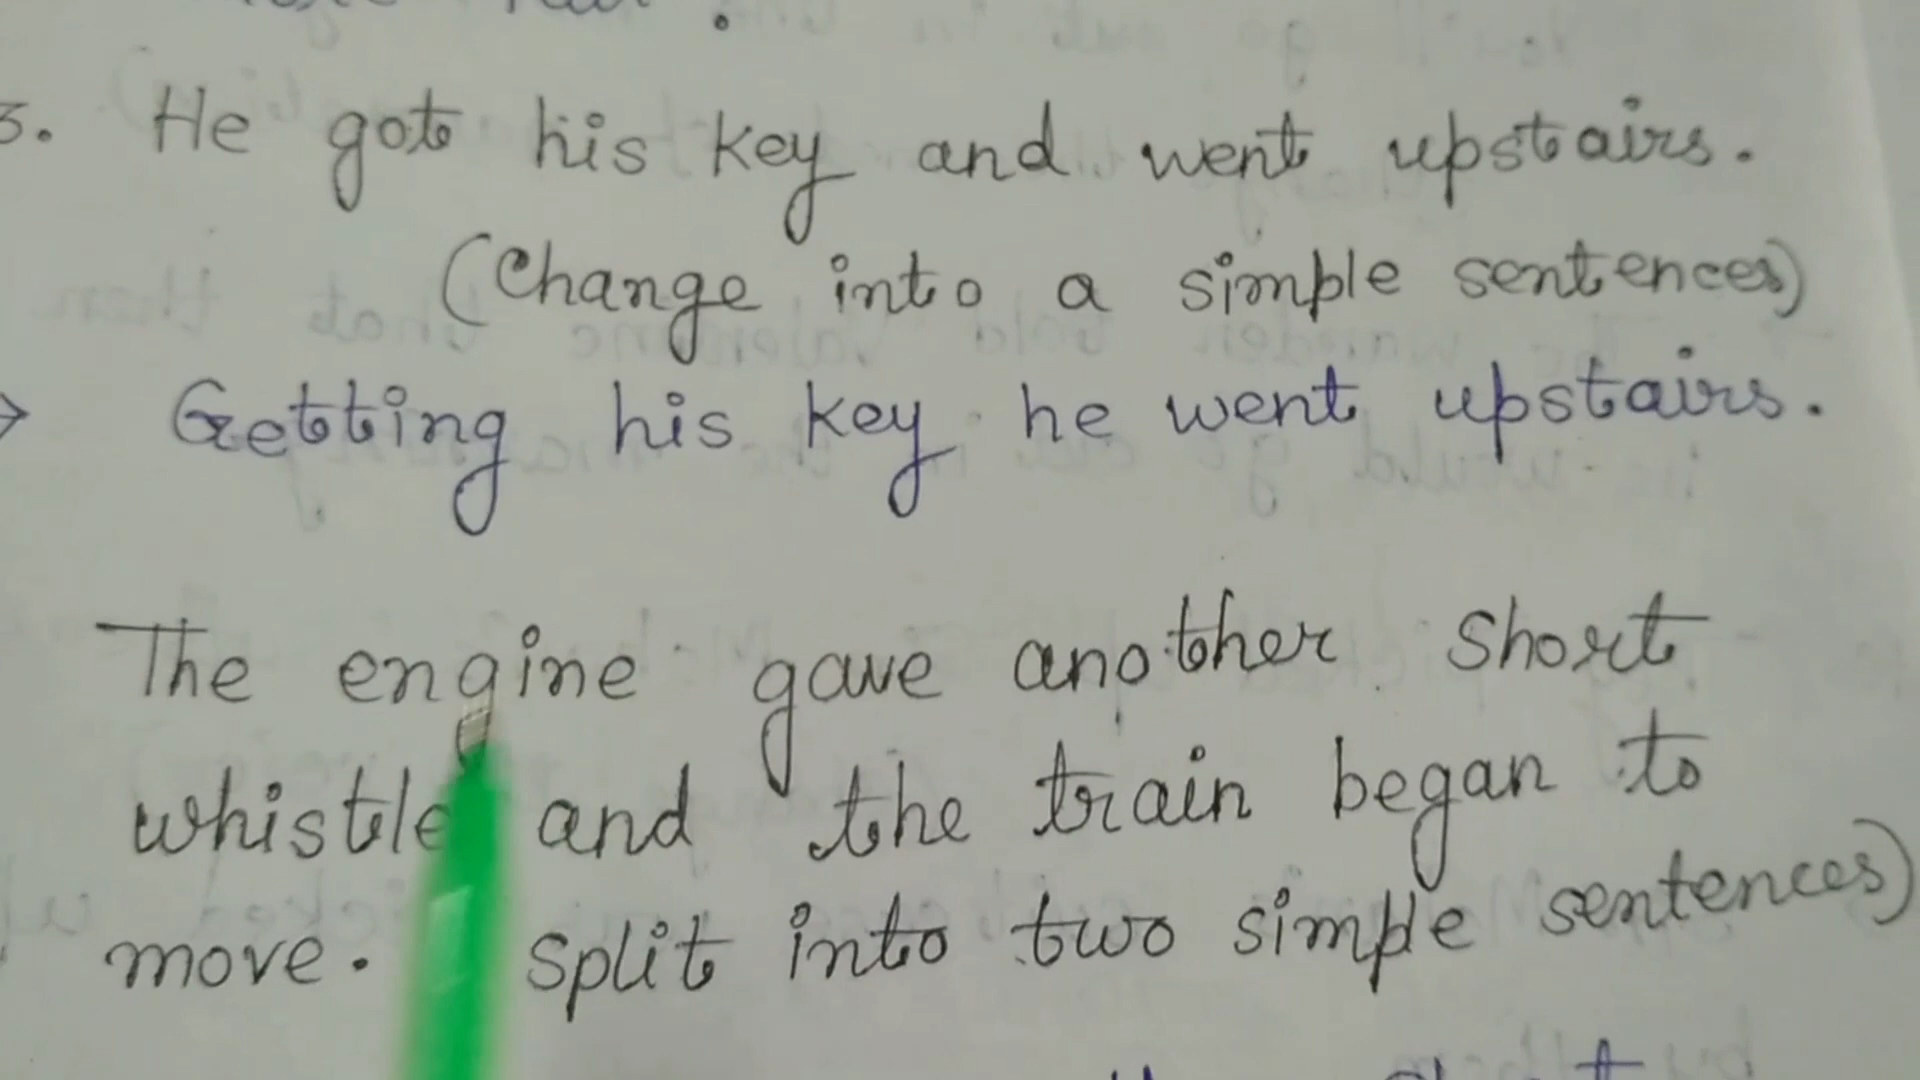 3. He got his key and went upstairs.
(Change into a simple sentences)
→ Getting his key he went upstairs.
The engine gave another short
whistle and the train began to
move. split into two simple sentences)